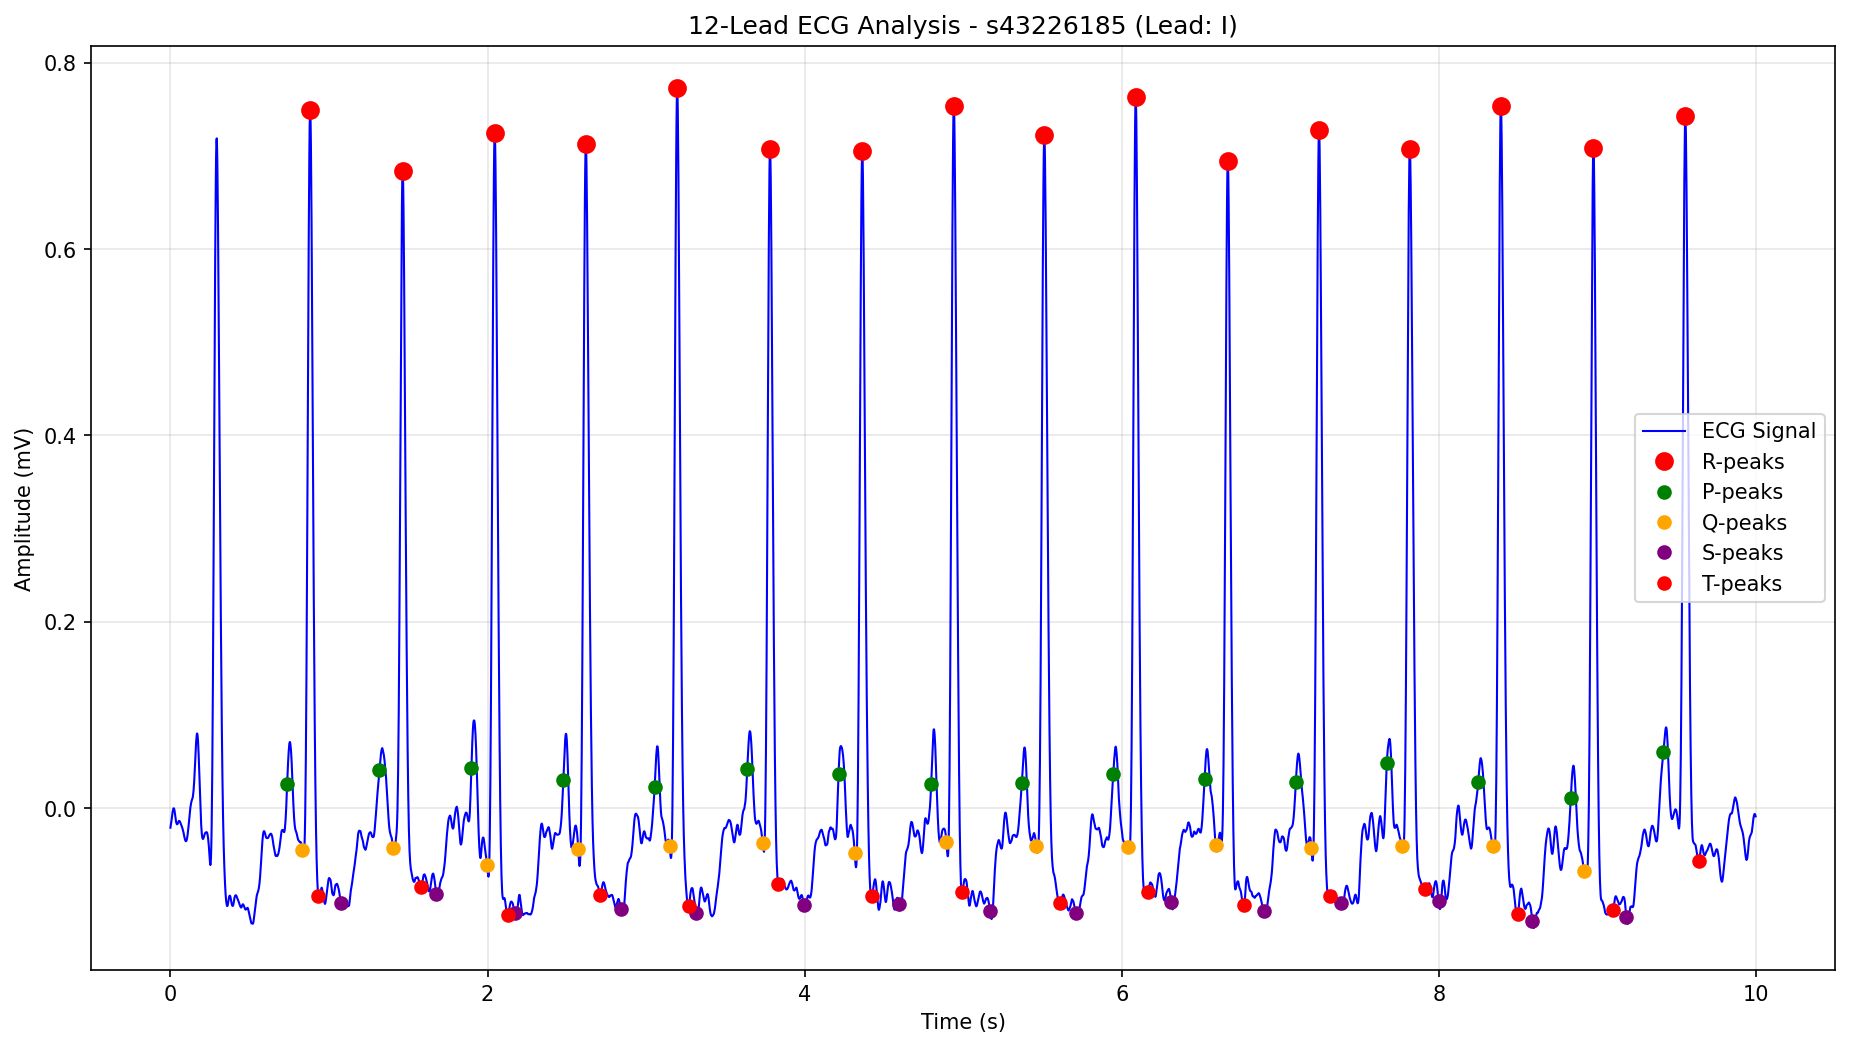 12-Lead ECG Analysis - s43226185 (Lead: I)
Amplitude (mV)
0.8
0.6
0.4
0.2
0.0
ECG Signal
R-peaks
P-peaks
Q-peaks
S-peaks
T-peaks
0 2 4 6 8 10
Time (s)